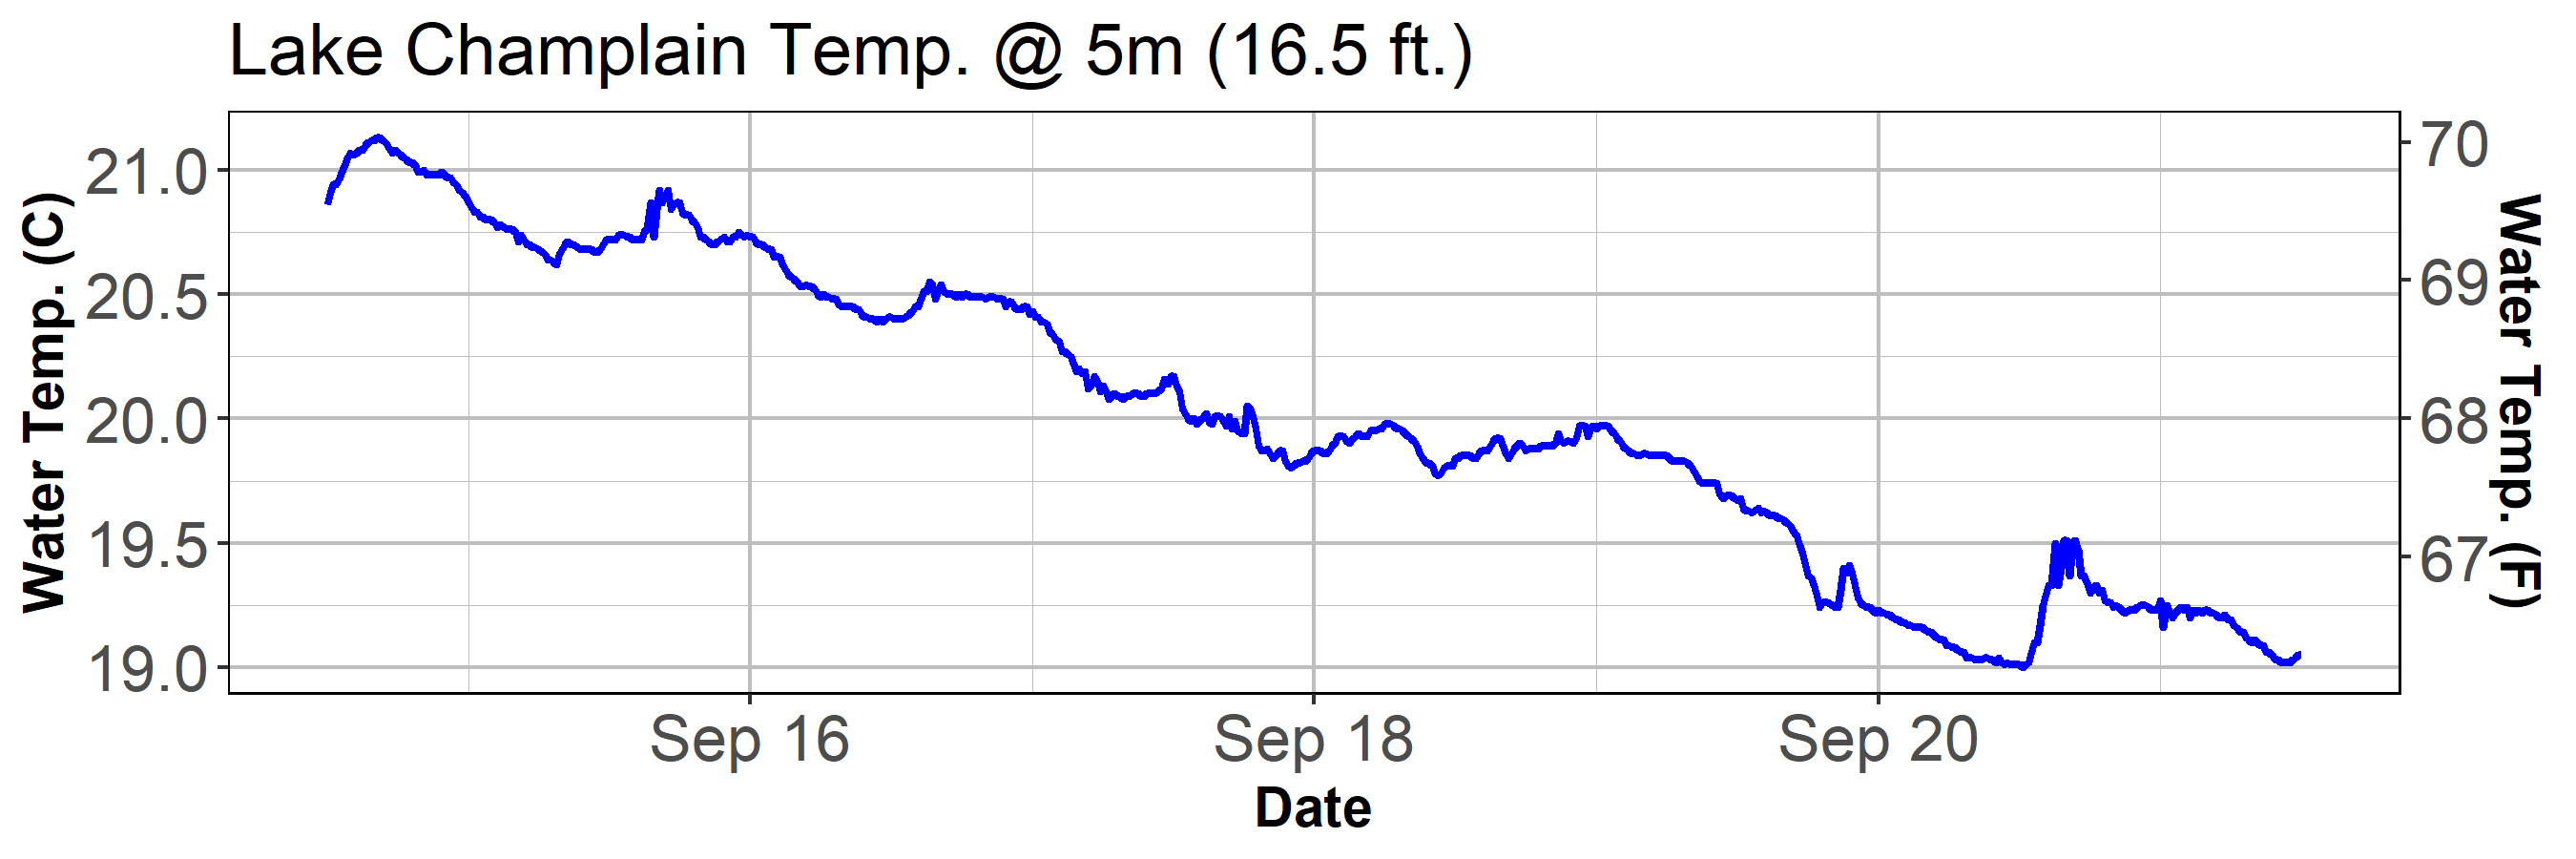 Lake Champlain Temp. @ 5m (16.5 ft.)
Water Temp. (C)
21.0
20.5
20.0
19.5
19.0
70
69
68
67
Water Temp. (F)
Sep 16
Sep 18
Sep 20
Date